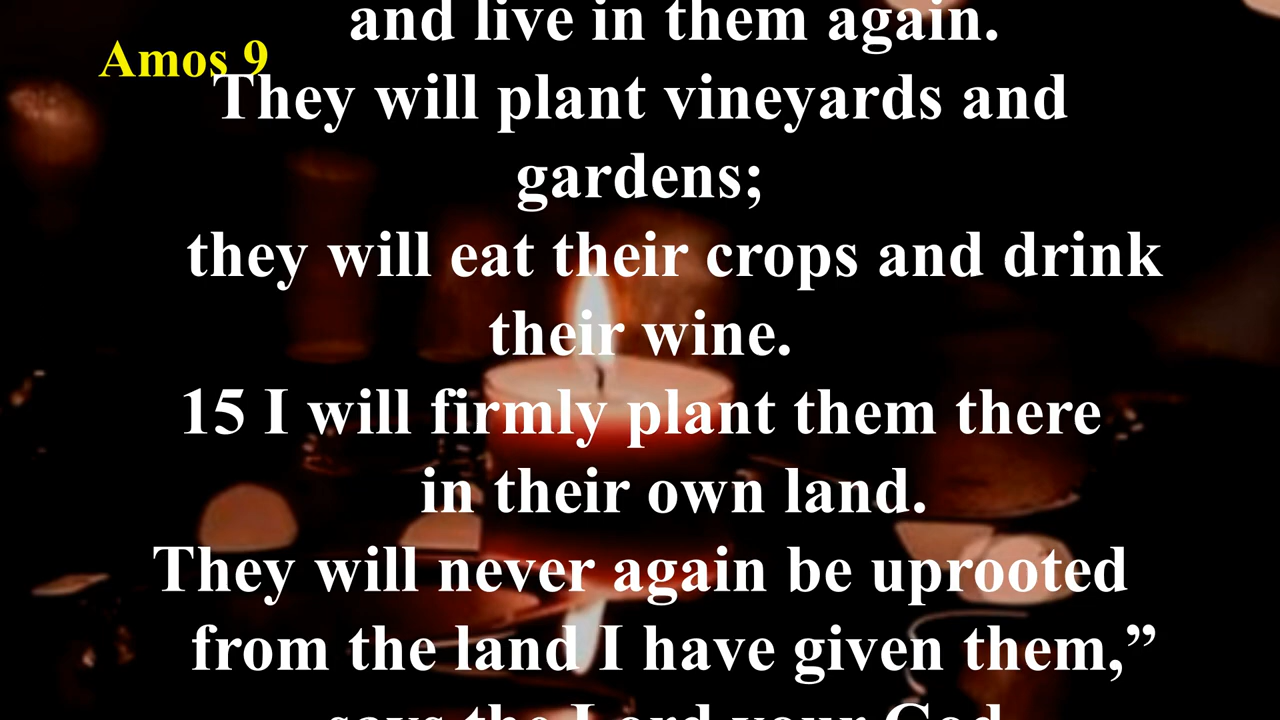 and live in them again.
Amos 9
They will plant vineyards and
gardens;
they will eat their crops and drink
their wine.
15 I will firmly plant them there
in their own land.
They will never again be uprooted
from the land I have given them,”
says the Lord your God